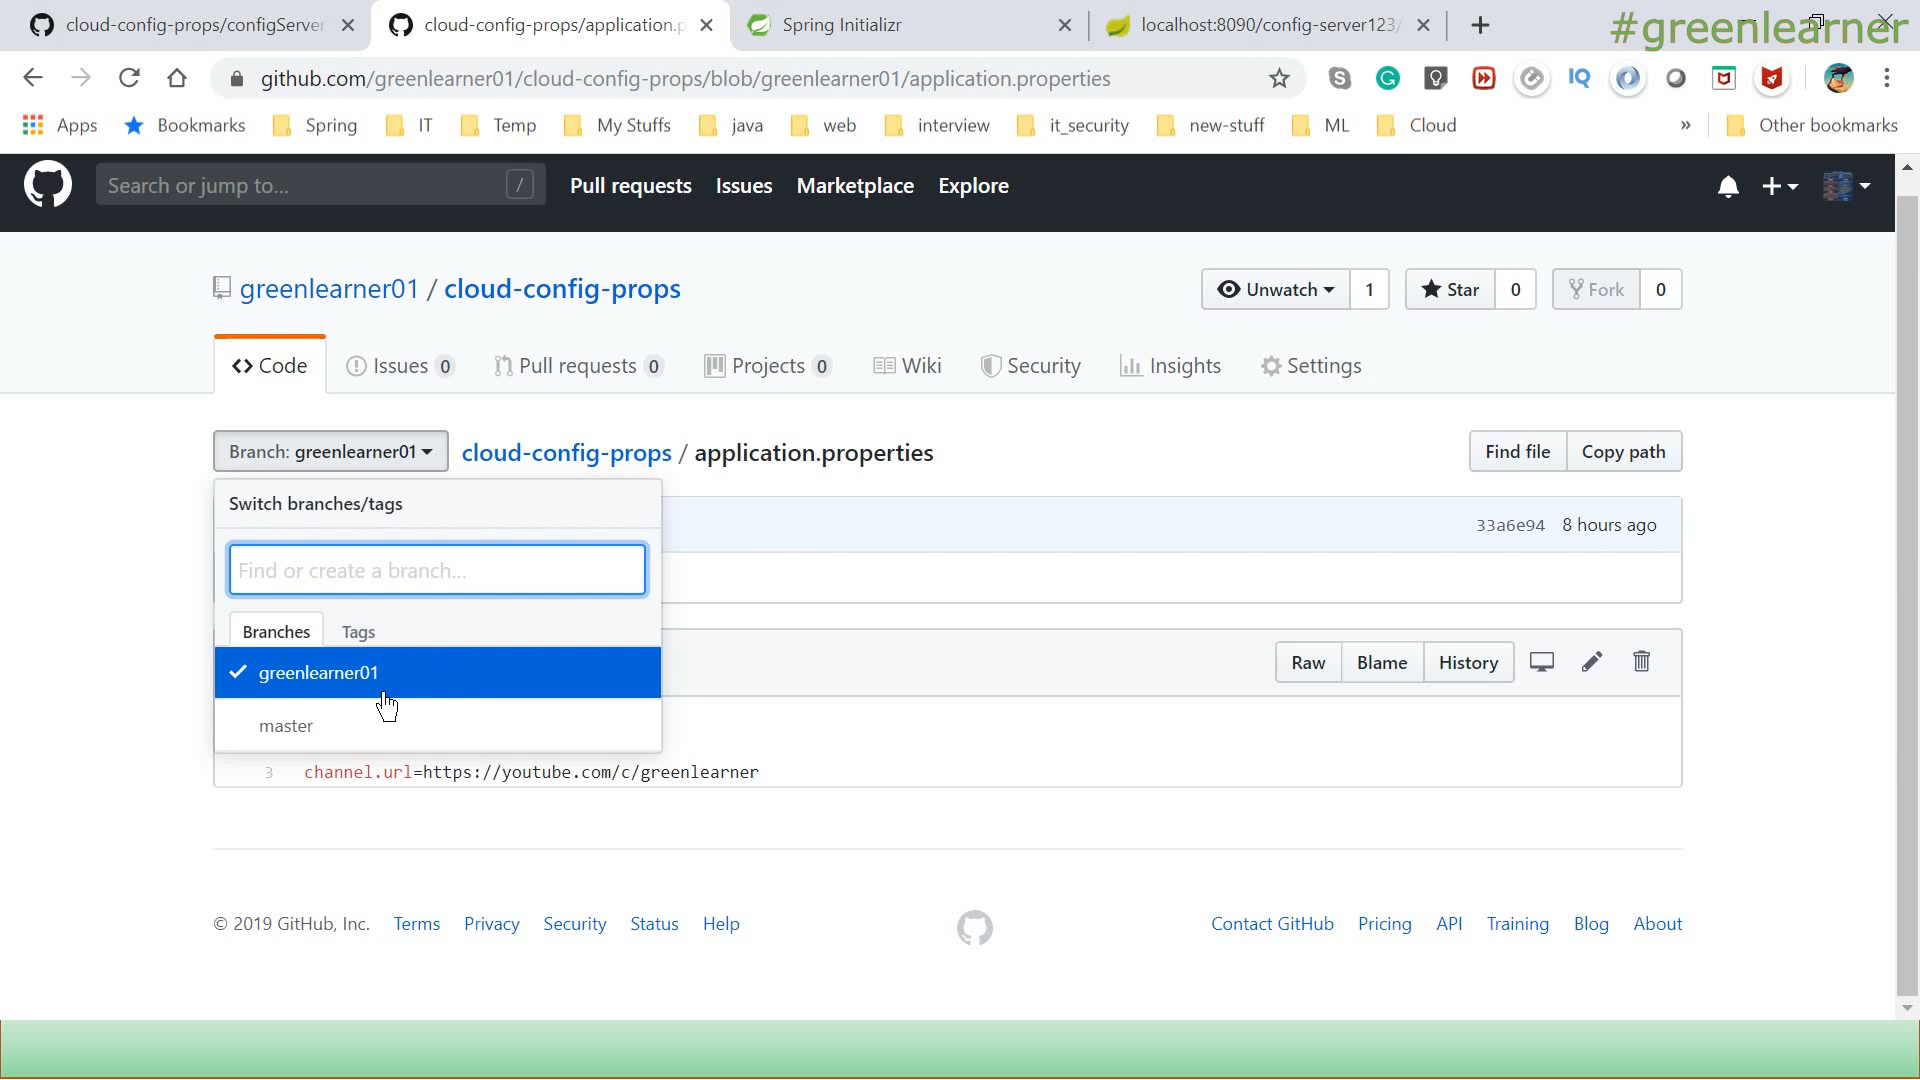 cloud-config-props/configServer
cloud-config-props/application.p
Spring Initializr
localhost:8090/config-server123/
#greenlearner
github.com/greenlearner01/cloud-config-props/blob/greenlearner01/application.properties
IQ
Apps
Bookmarks
Spring
IT
Temp
My Stuffs
java
web
interview
it_security
new-stuff
ML
Cloud
»
Other bookmarks
Search or jump to...
/
Pull requests
Issues
Marketplace
Explore
greenlearner01 / cloud-config-props
Unwatch 1
Star 0
Fork 0
Code
Issues 0
Pull requests 0
Projects 0
Wiki
Security
Insights
Settings
Branch: greenlearner01
cloud-config-props / application.properties
Find file
Copy path
Switch branches/tags
33a6e94 8 hours ago
Find or create a branch...
Branches
Tags
Raw
Blame
History
greenlearner01
master
3 channel.url=https://youtube.com/c/greenlearner
© 2019 GitHub, Inc.
Terms
Privacy
Security
Status
Help
Contact GitHub
Pricing
API
Training
Blog
About